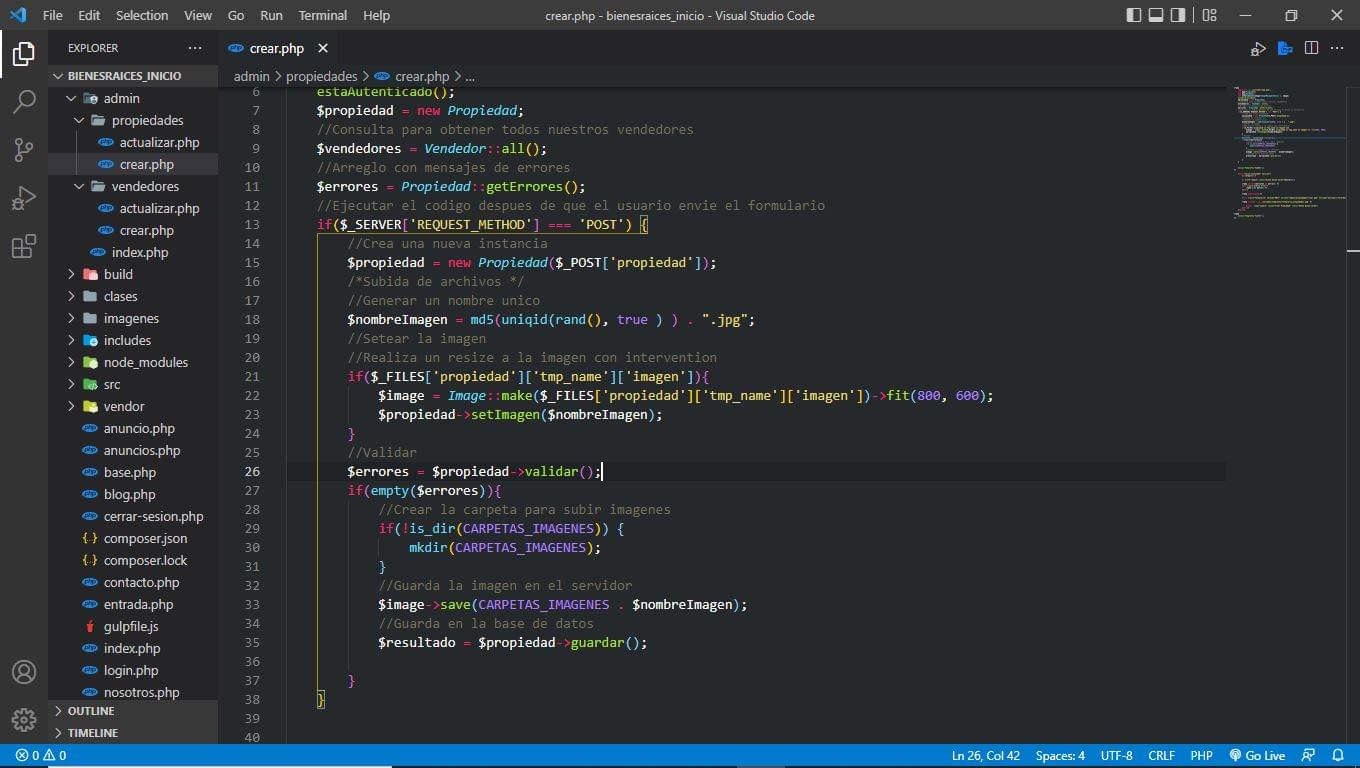 File Edit Selection View Go Run Terminal Help crear.php - bienesraices_inicio - Visual Studio Code
EXPLORER ... crear.php
BIENESRAICES_INICIO
admin > propiedades > crear.php > ...
admin
propiedades
actualizar.php
crear.php
vendedores
actualizar.php
crear.php
index.php
build
clases
imagenes
includes
node_modules
src
vendor
anuncio.php
anuncios.php
base.php
blog.php
cerrar-sesion.php
composer.json
composer.lock
contacto.php
entrada.php
gulpfile.js
index.php
login.php
nosotros.php
OUTLINE
TIMELINE
6 estaAutenticado();
7 $propiedad = new Propiedad;
8 //Consulta para obtener todos nuestros vendedores
9 $vendedores = Vendedor::all();
10 //Arreglo con mensajes de errores
11 $errores = Propiedad::getErrores();
12 //Ejecutar el codigo despues de que el usuario envie el formulario
13 if($_SERVER['REQUEST_METHOD'] === 'POST') {
14 //Crea una nueva instancia
15 $propiedad = new Propiedad($_POST['propiedad']);
16 /*Subida de archivos */
17 //Generar un nombre unico
18 $nombreImagen = md5(uniqid(rand(), true ) ) . ".jpg";
19 //Setear la imagen
20 //Realiza un resize a la imagen con intervention
21 if($_FILES['propiedad']['tmp_name']['imagen']){
22 $image = Image::make($_FILES['propiedad']['tmp_name']['imagen'])->fit(800, 600);
23 $propiedad->setImagen($nombreImagen);
24 }
25 //Validar
26 $errores = $propiedad->validar();
27 if(empty($errores)){
28 //Crear la carpeta para subir imagenes
29 if(!is_dir(CARPETAS_IMAGENES)) {
30 mkdir(CARPETAS_IMAGENES);
31 }
32 //Guarda la imagen en el servidor
33 $image->save(CARPETAS_IMAGENES . $nombreImagen);
34 //Guarda en la base de datos
35 $resultado = $propiedad->guardar();
36
37 }
38 }
39
40
0 0 Ln 26, Col 42 Spaces: 4 UTF-8 CRLF PHP Go Live